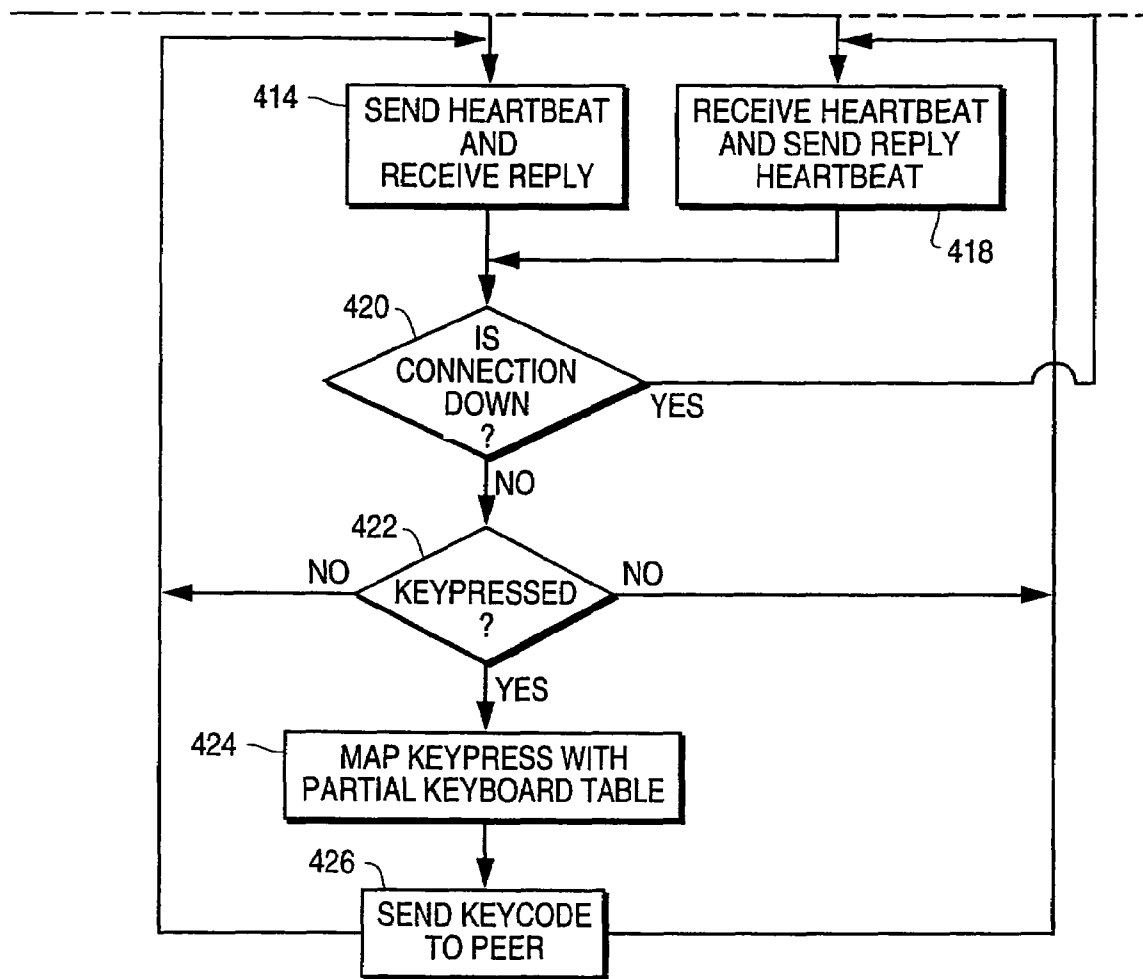 414
SEND HEARTBEAT
AND
RECEIVE REPLY
RECEIVE HEARTBEAT
AND SEND REPLY
HEARTBEAT
418
420
IS
CONNECTION
DOWN
?
YES
NO
422
NO
KEYPRESSED
?
NO
YES
424
MAP KEYPRESS WITH
PARTIAL KEYBOARD TABLE
426
SEND KEYCODE
TO PEER